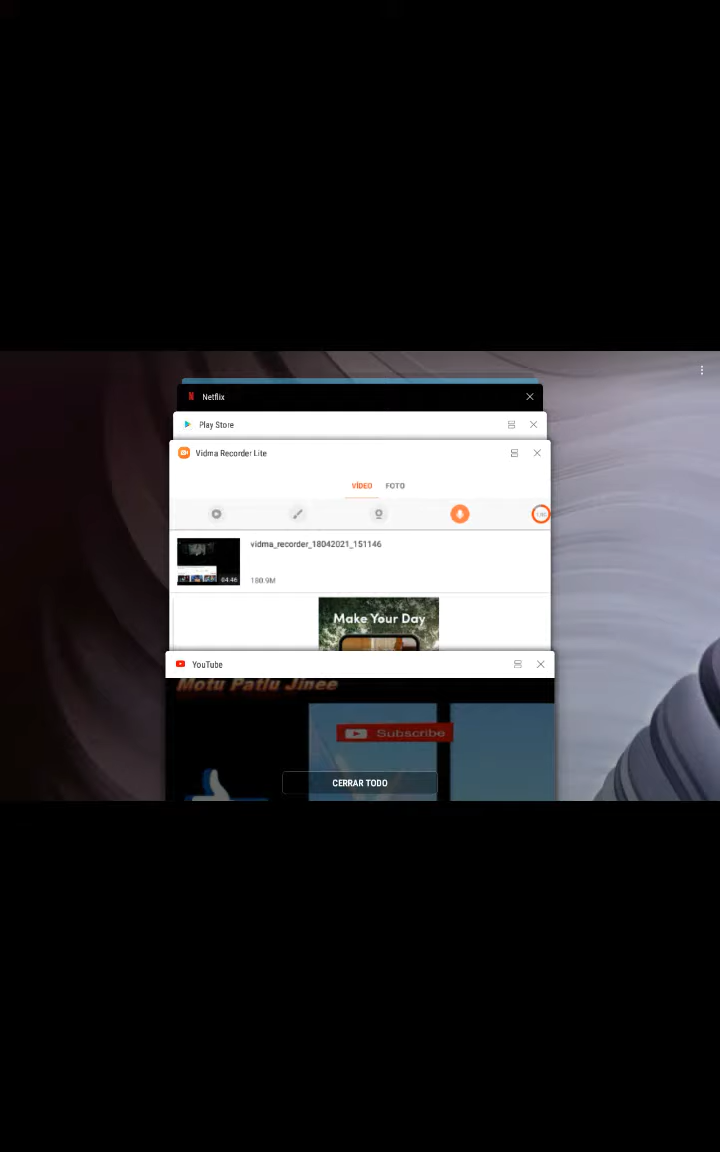 Netflix
Play Store
Vidma Recorder Lite
VÍDEO FOTO
vidma_recorder_18042021_151146
04:46
180.9M
Make Your Day
YouTube
Motu Patlu Jinee
Subscribe
CERRAR TODO